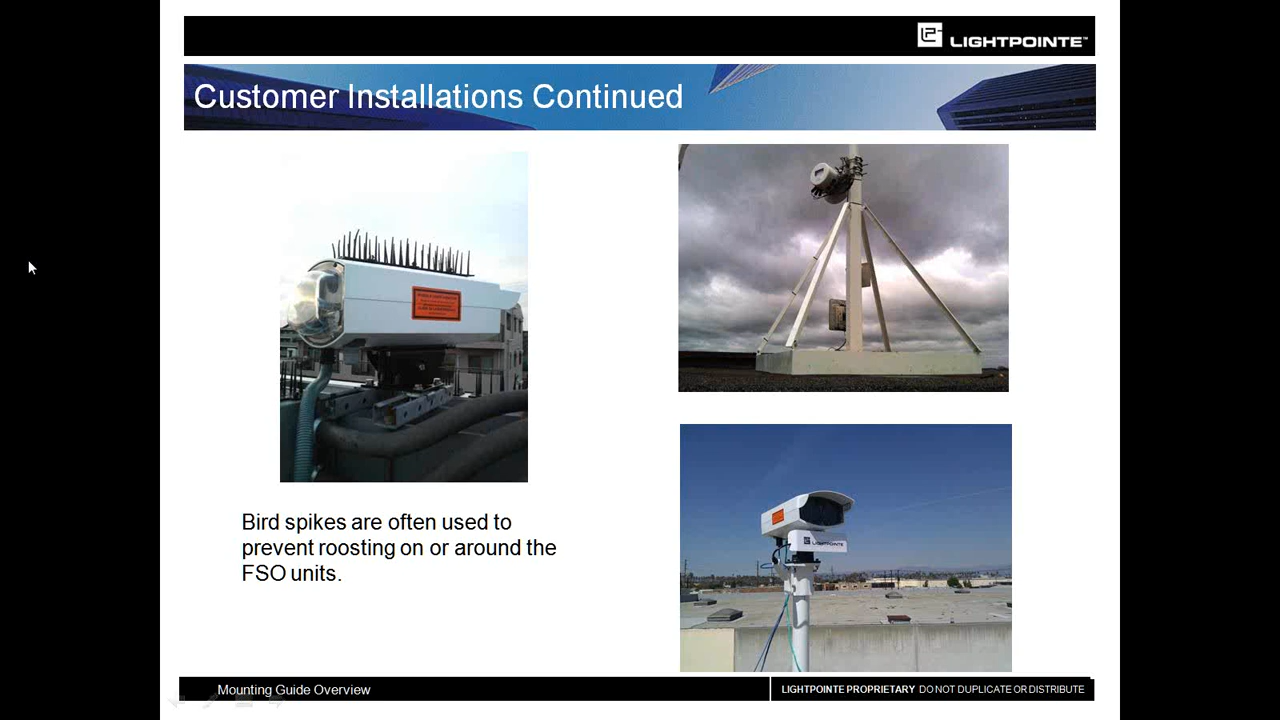 LIGHTPOINTE™
Customer Installations Continued
Bird spikes are often used to
prevent roosting on or around the
FSO units.
LIGHTPOINTE
Mounting Guide Overview
LIGHTPOINTE PROPRIETARY DO NOT DUPLICATE OR DISTRIBUTE